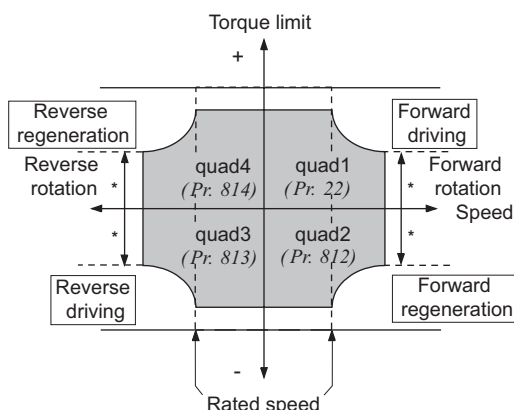 Torque limit
+
Reverse
regeneration
Forward
driving
Reverse
rotation
quad4
(Pr. 814)
quad1
(Pr. 22)
Forward
rotation
*
*
Speed
*
*
quad3
(Pr. 813)
quad2
(Pr. 812)
Reverse
driving
Forward
regeneration
-
Rated speed